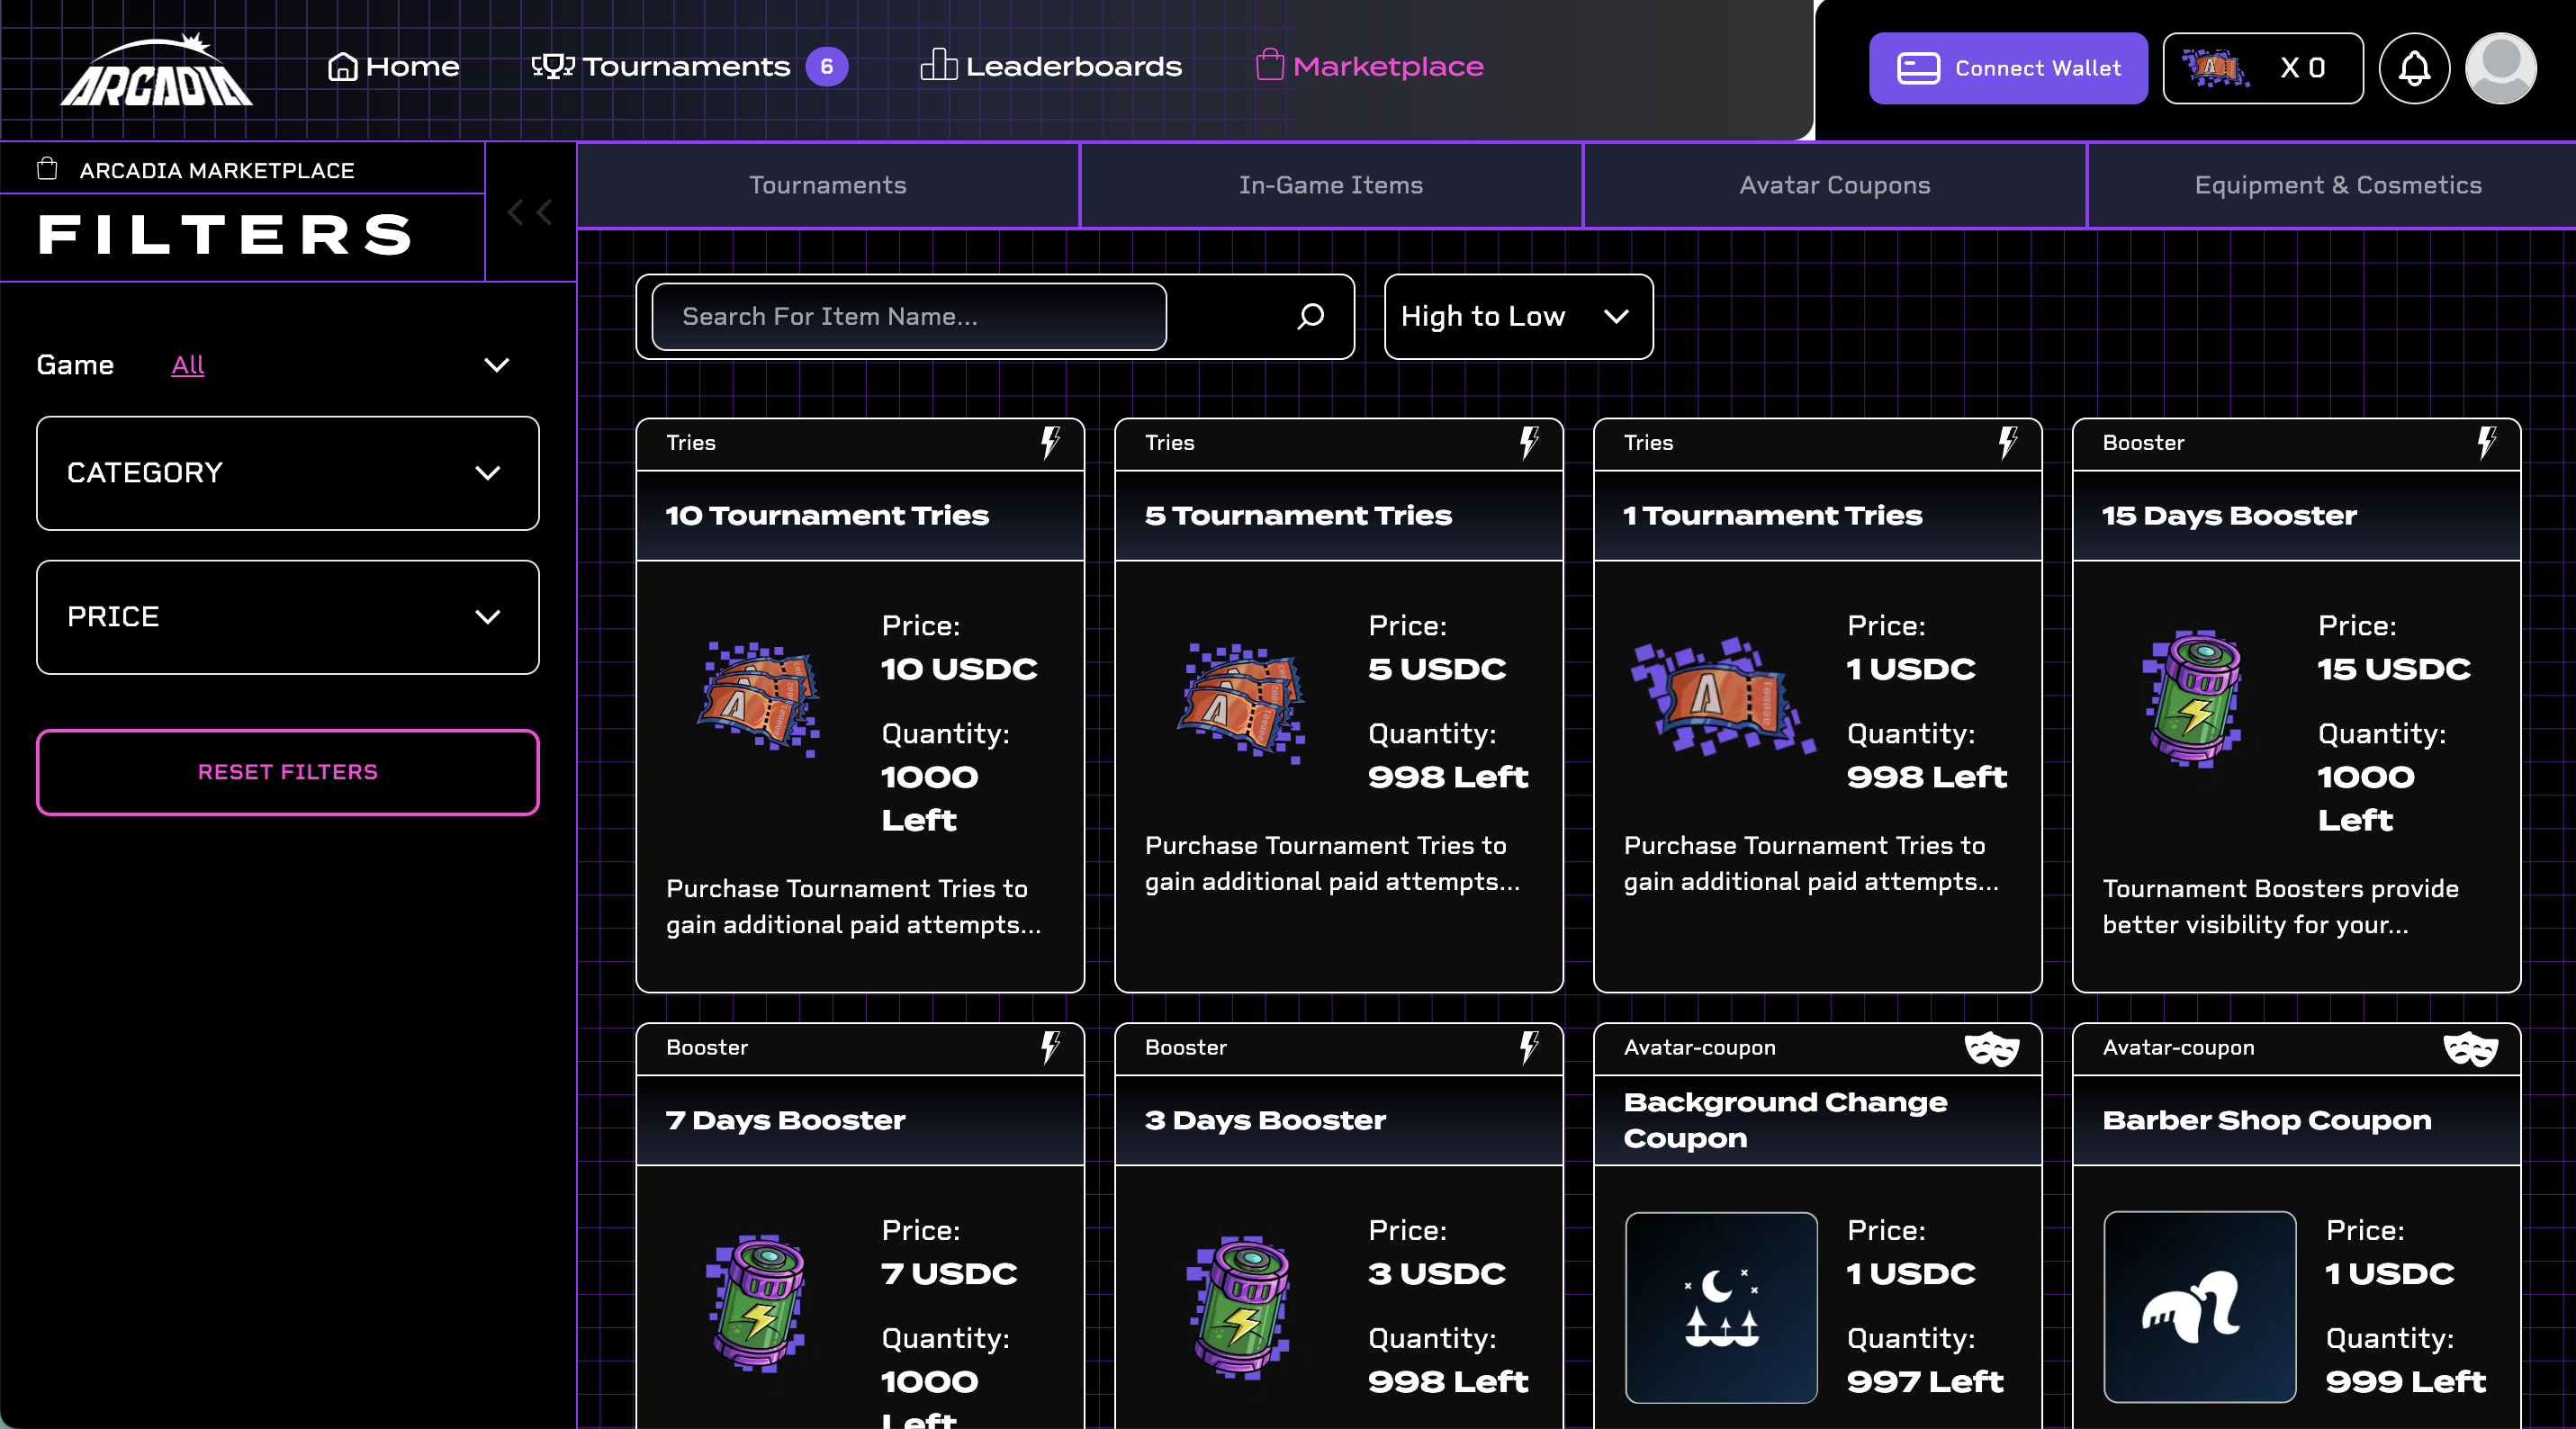 ARCADIA
Home
Tournaments
6
Leaderboards
Marketplace
Connect Wallet
X 0
ARCADIA MARKETPLACE
FILTERS
Game
All
CATEGORY
PRICE
RESET FILTERS
Tournaments
In-Game Items
Avatar Coupons
Equipment & Cosmetics
Search For Item Name...
High to Low
Tries
10 Tournament Tries
Price:
10 USDC
Quantity:
1000
Left
Purchase Tournament Tries to
gain additional paid attempts...
Tries
5 Tournament Tries
Price:
5 USDC
Quantity:
998 Left
Purchase Tournament Tries to
gain additional paid attempts...
Tries
1 Tournament Tries
Price:
1 USDC
Quantity:
998 Left
Purchase Tournament Tries to
gain additional paid attempts...
Booster
15 Days Booster
Price:
15 USDC
Quantity:
1000
Left
Tournament Boosters provide
better visibility for your...
Booster
7 Days Booster
Price:
7 USDC
Quantity:
1000
Left
Booster
3 Days Booster
Price:
3 USDC
Quantity:
998 Left
Avatar-coupon
Background Change
Coupon
Price:
1 USDC
Quantity:
997 Left
Avatar-coupon
Barber Shop Coupon
Price:
1 USDC
Quantity:
999 Left